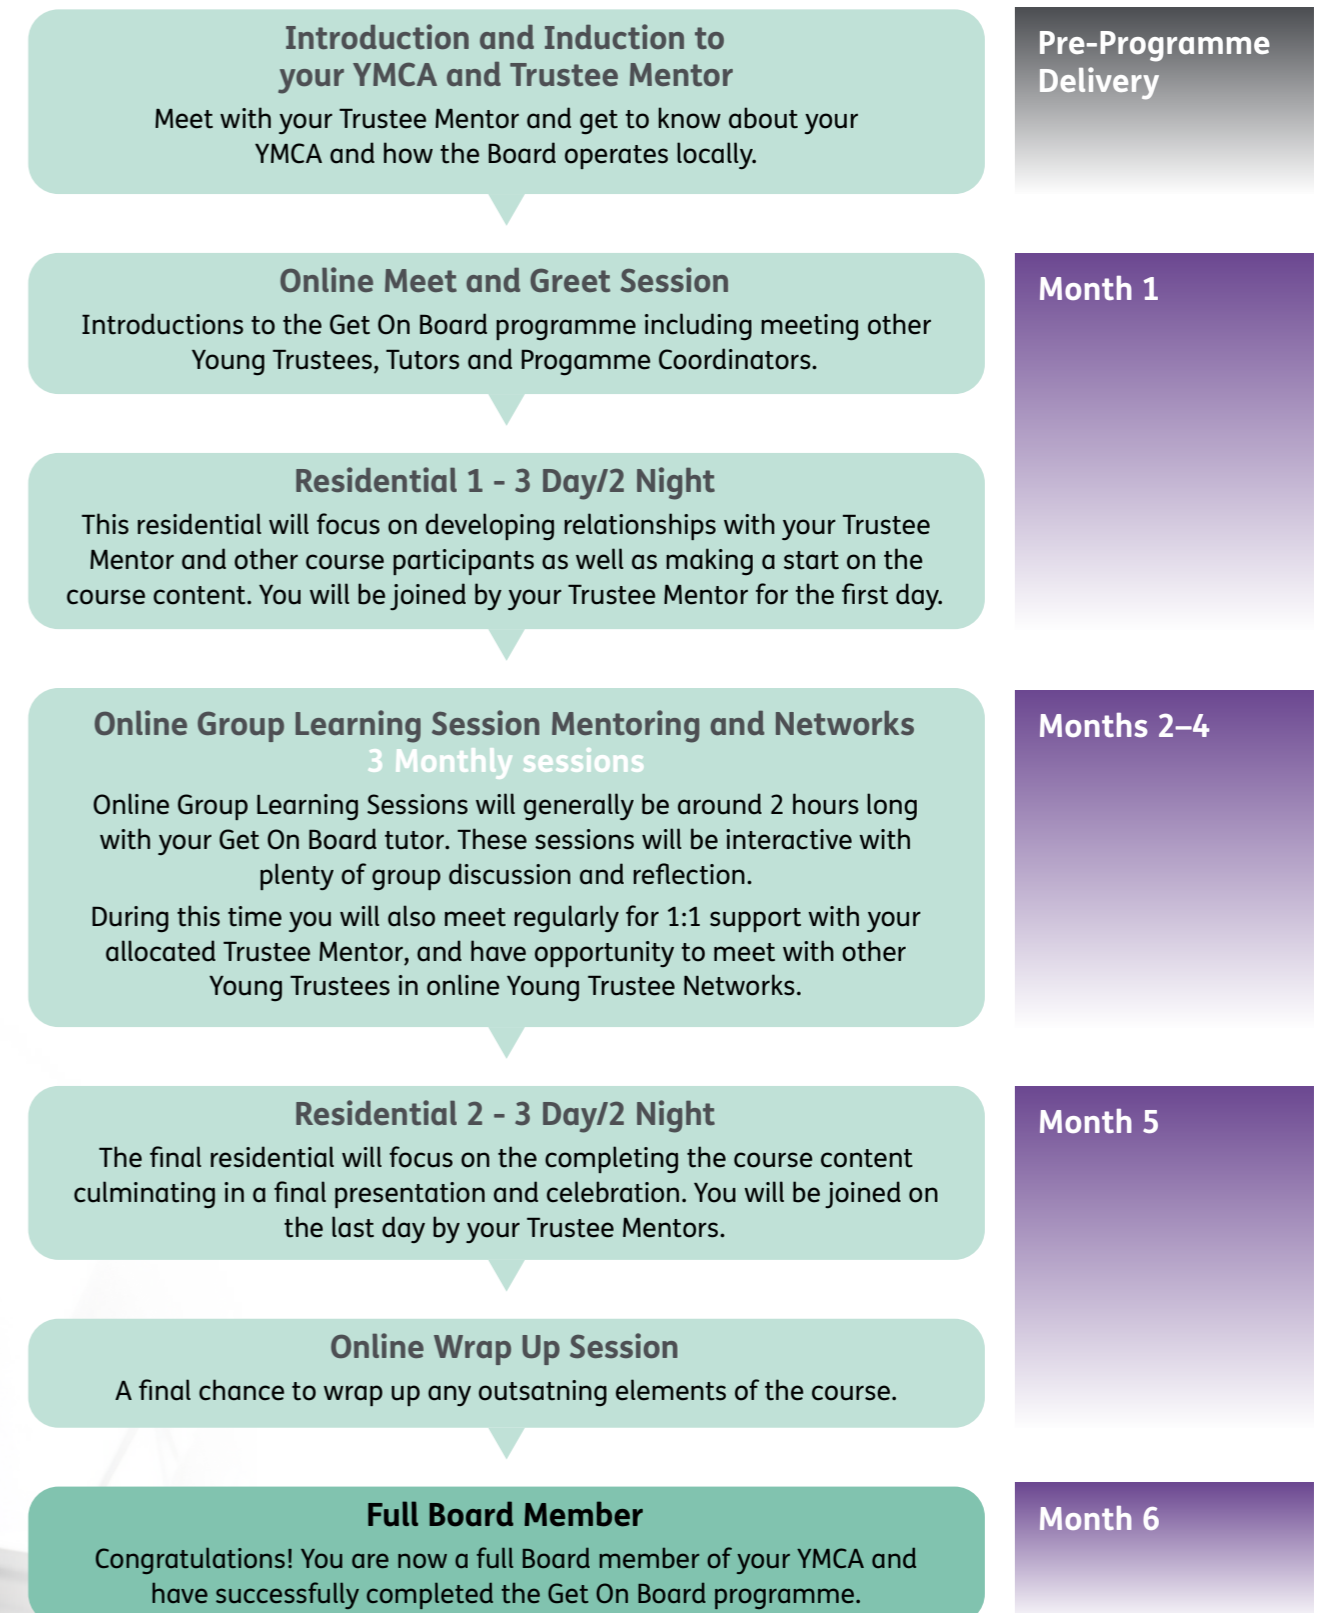 Introduction and Induction to
your YMCA and Trustee Mentor
Meet with your Trustee Mentor and get to know about your
YMCA and how the Board operates locally.
Pre-Programme
Delivery
Online Meet and Greet Session
Introductions to the Get On Board programme including meeting other
Young Trustees, Tutors and Progamme Coordinators.
Month 1
Residential 1 - 3 Day/2 Night
This residential will focus on developing relationships with your Trustee
Mentor and other course participants as well as making a start on the
course content. You will be joined by your Trustee Mentor for the first day.
Online Group Learning Session Mentoring and Networks
3 Monthly sessions
Online Group Learning Sessions will generally be around 2 hours long
with your Get On Board tutor. These sessions will be interactive with
plenty of group discussion and reflection.
During this time you will also meet regularly for 1:1 support with your
allocated Trustee Mentor, and have opportunity to meet with other
Young Trustees in online Young Trustee Networks.
Months 2–4
Residential 2 - 3 Day/2 Night
The final residential will focus on the completing the course content
culminating in a final presentation and celebration. You will be joined on
the last day by your Trustee Mentors.
Month 5
Online Wrap Up Session
A final chance to wrap up any outsatning elements of the course.
Full Board Member
Congratulations! You are now a full Board member of your YMCA and
have successfully completed the Get On Board programme.
Month 6